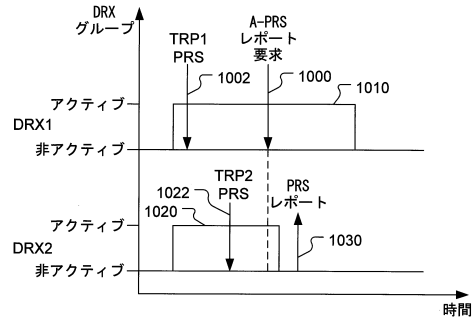 DRX
グループ
TRP1
PRS
1002
A-PRS
レポート
要求
1000
1010
アクティブ
DRX1
非アクティブ
TRP2
PRS
1022
1020
PRS
レポート
1030
アクティブ
DRX2
非アクティブ
時間